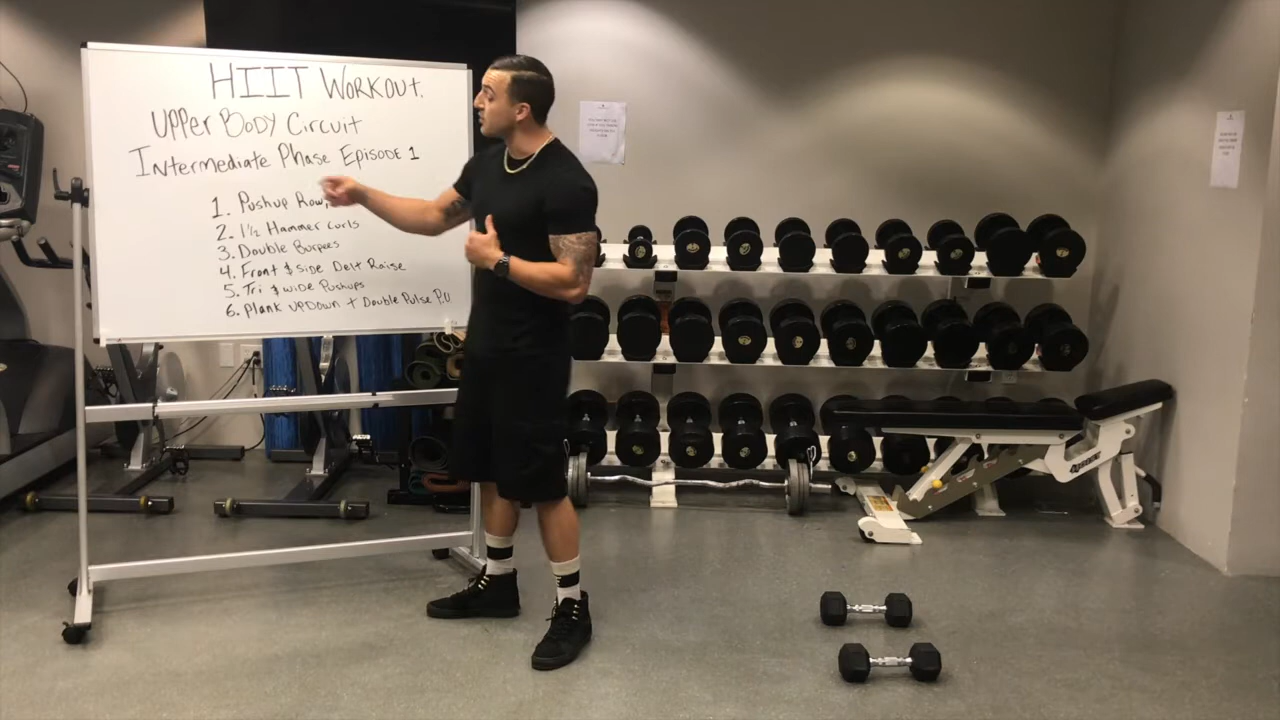 HIIT WORKOUT.
UPPER BODY CIRCUIT
INTERMEDIATE PHASE EPISODE 1
1. PUSHUP ROW,
2. 1½ HAMMER CURLS
3. DOUBLE BURPEES
4. FRONT $ SIDE DELT RAISE
5. TRI $ WIDE PUSHUPS
6. PLANK UPDOWN + DOUBLE PULSE P.U